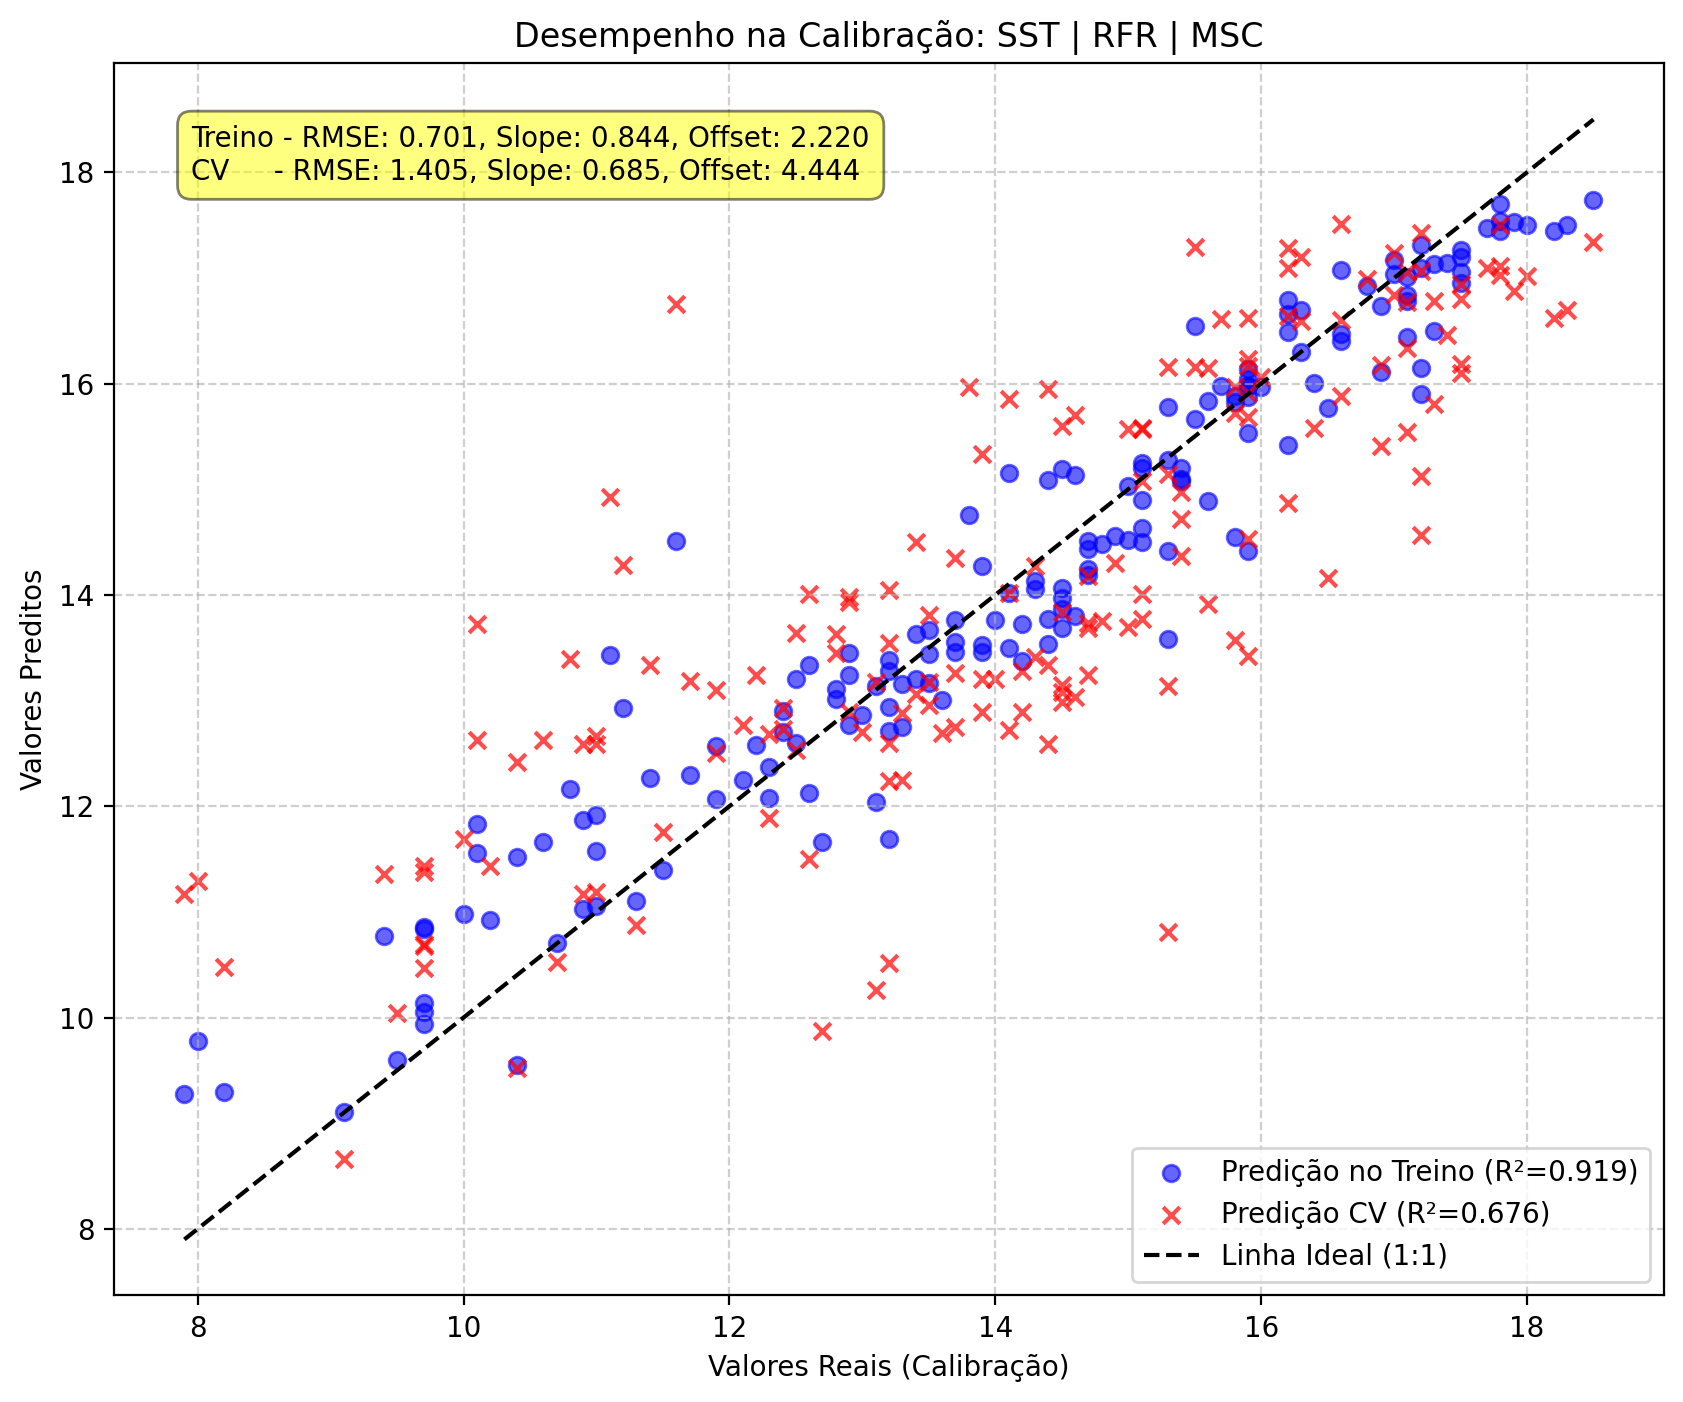 Desempenho na Calibração: SST | RFR | MSC
Treino - RMSE: 0.701, Slope: 0.844, Offset: 2.220
CV - RMSE: 1.405, Slope: 0.685, Offset: 4.444
18
16
14
12
10
8
Valores Preditos
Predição no Treino (R²=0.919)
Predição CV (R²=0.676)
Linha Ideal (1:1)
8 10 12 14 16 18
Valores Reais (Calibração)